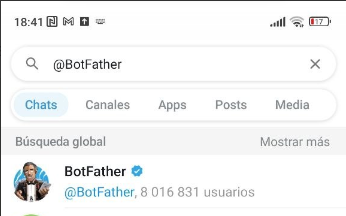 18:41
17
@BotFather
Chats Canales Apps Posts Media
Búsqueda global Mostrar más
BotFather
@BotFather, 8 016 831 usuarios